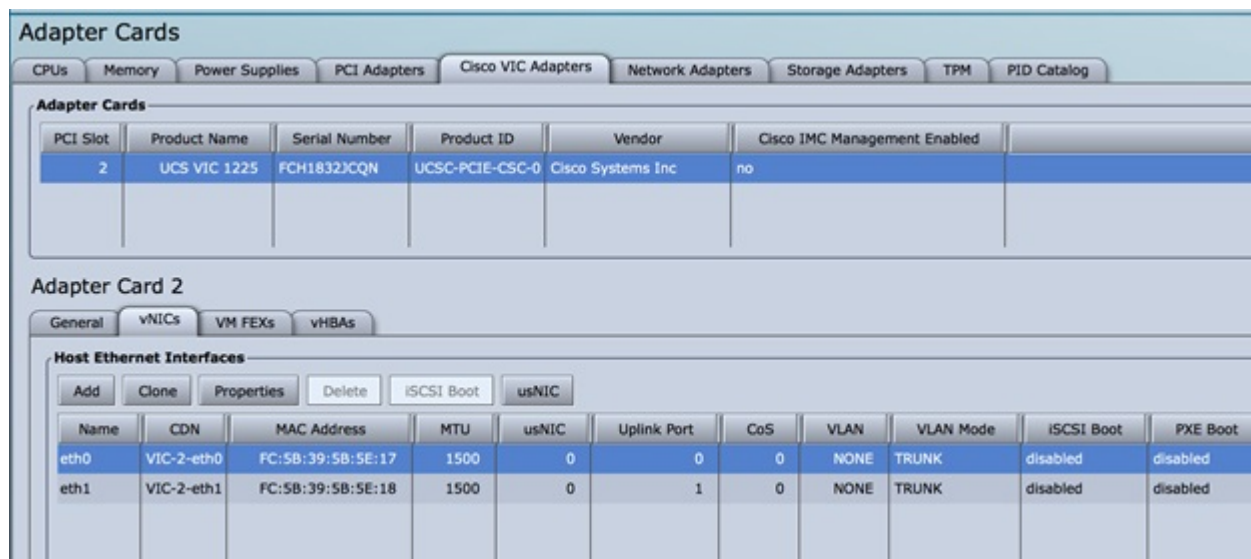 Adapter Cards
CPUs Memory Power Supplies PCI Adapters Cisco VIC Adapters Network Adapters Storage Adapters TPM PID Catalog
Adapter Cards
PCI Slot Product Name Serial Number Product ID Vendor Cisco IMC Management Enabled
2 UCS VIC 1225 FCH1832JCQN UCSC-PCIE-CSC-0 Cisco Systems Inc no
Adapter Card 2
General vNICs VM FEXs vHBAs
Host Ethernet Interfaces
Add Clone Properties Delete iSCSI Boot usNIC
Name CDN MAC Address MTU usNIC Uplink Port CoS VLAN VLAN Mode iSCSI Boot PXE Boot
eth0 VIC-2-eth0 FC:5B:39:5B:5E:17 1500 0 0 0 NONE TRUNK disabled disabled
eth1 VIC-2-eth1 FC:5B:39:5B:5E:18 1500 0 1 0 NONE TRUNK disabled disabled